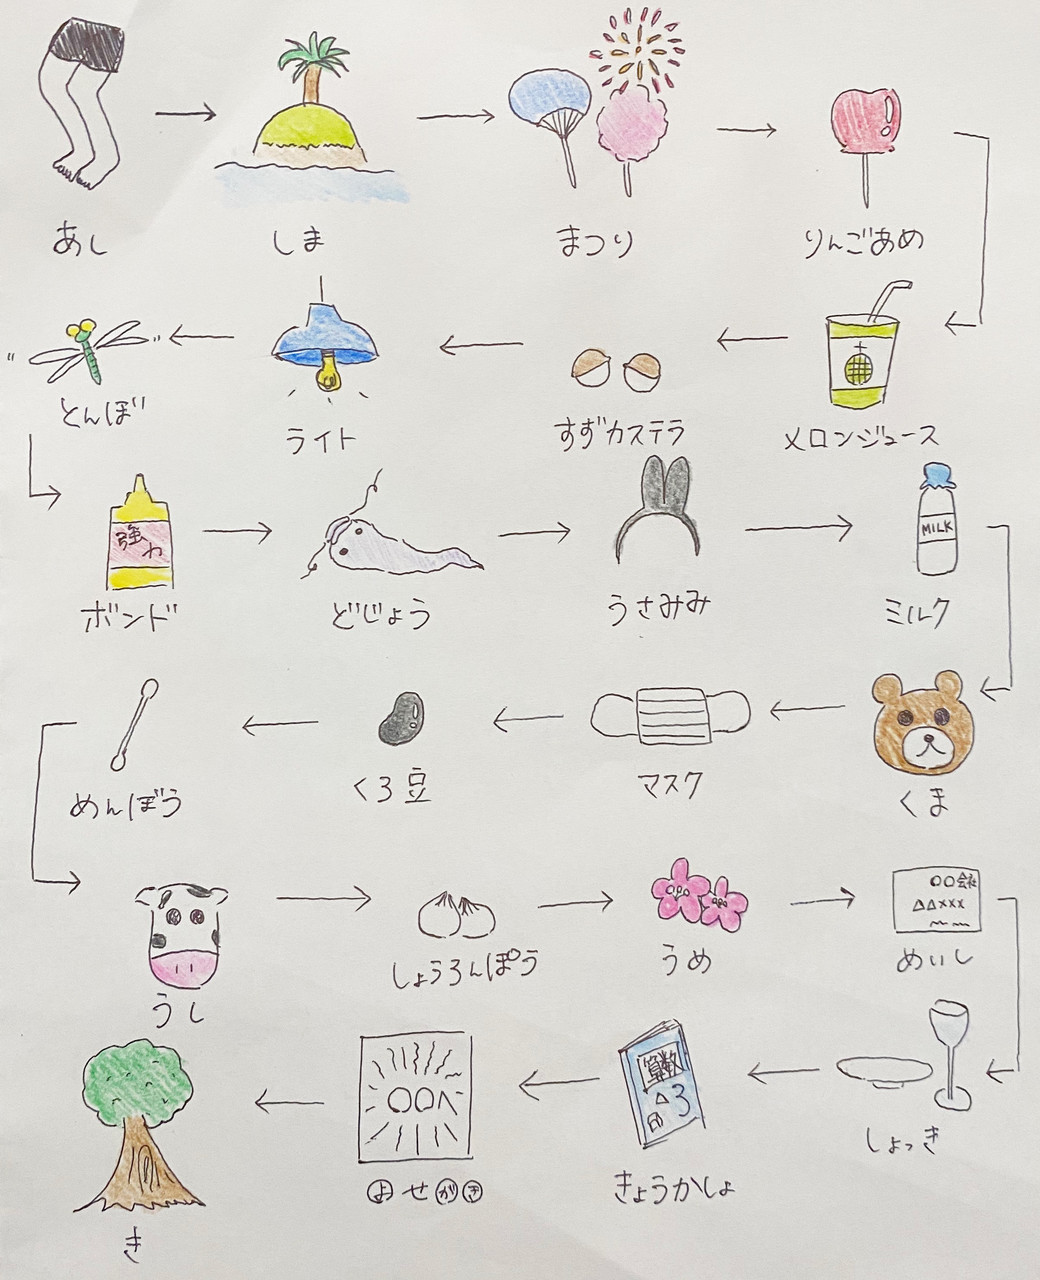 あし
しま
まつり
りんごあめ
メロンジュース
すずカステラ
ライト
とんぼ
強力
ボンド
どじょう
うさみみ
MILK
ミルク
くま
マスク
くろ豆
めんぼう
うし
しょうろんぽう
うめ
〇〇会社
△△×××
めいし
しょっき
算数
3
きょうかしょ
〇〇へ
よせがき
き